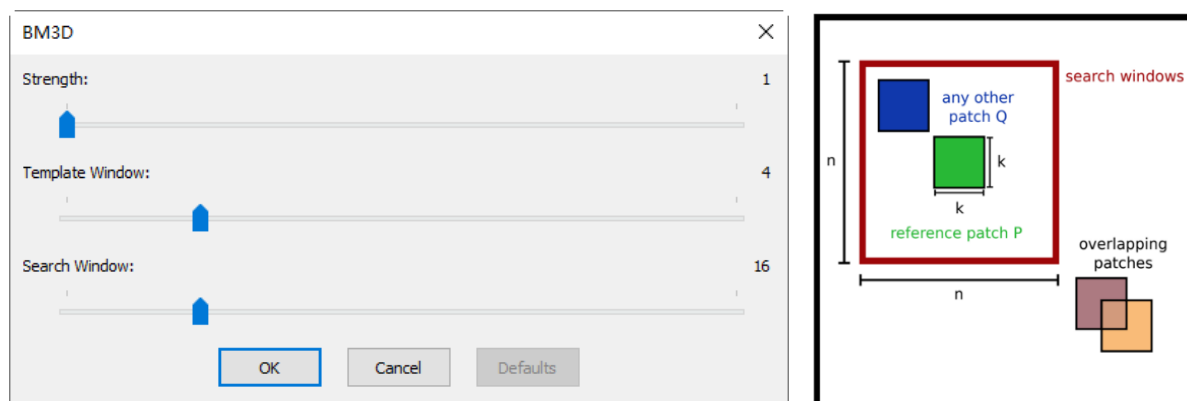 BM3D
Strength:
1
Template Window:
4
Search Window:
16
OK
Cancel
Defaults
search windows
any other
patch Q
n
k
k
reference patch P
n
overlapping
patches